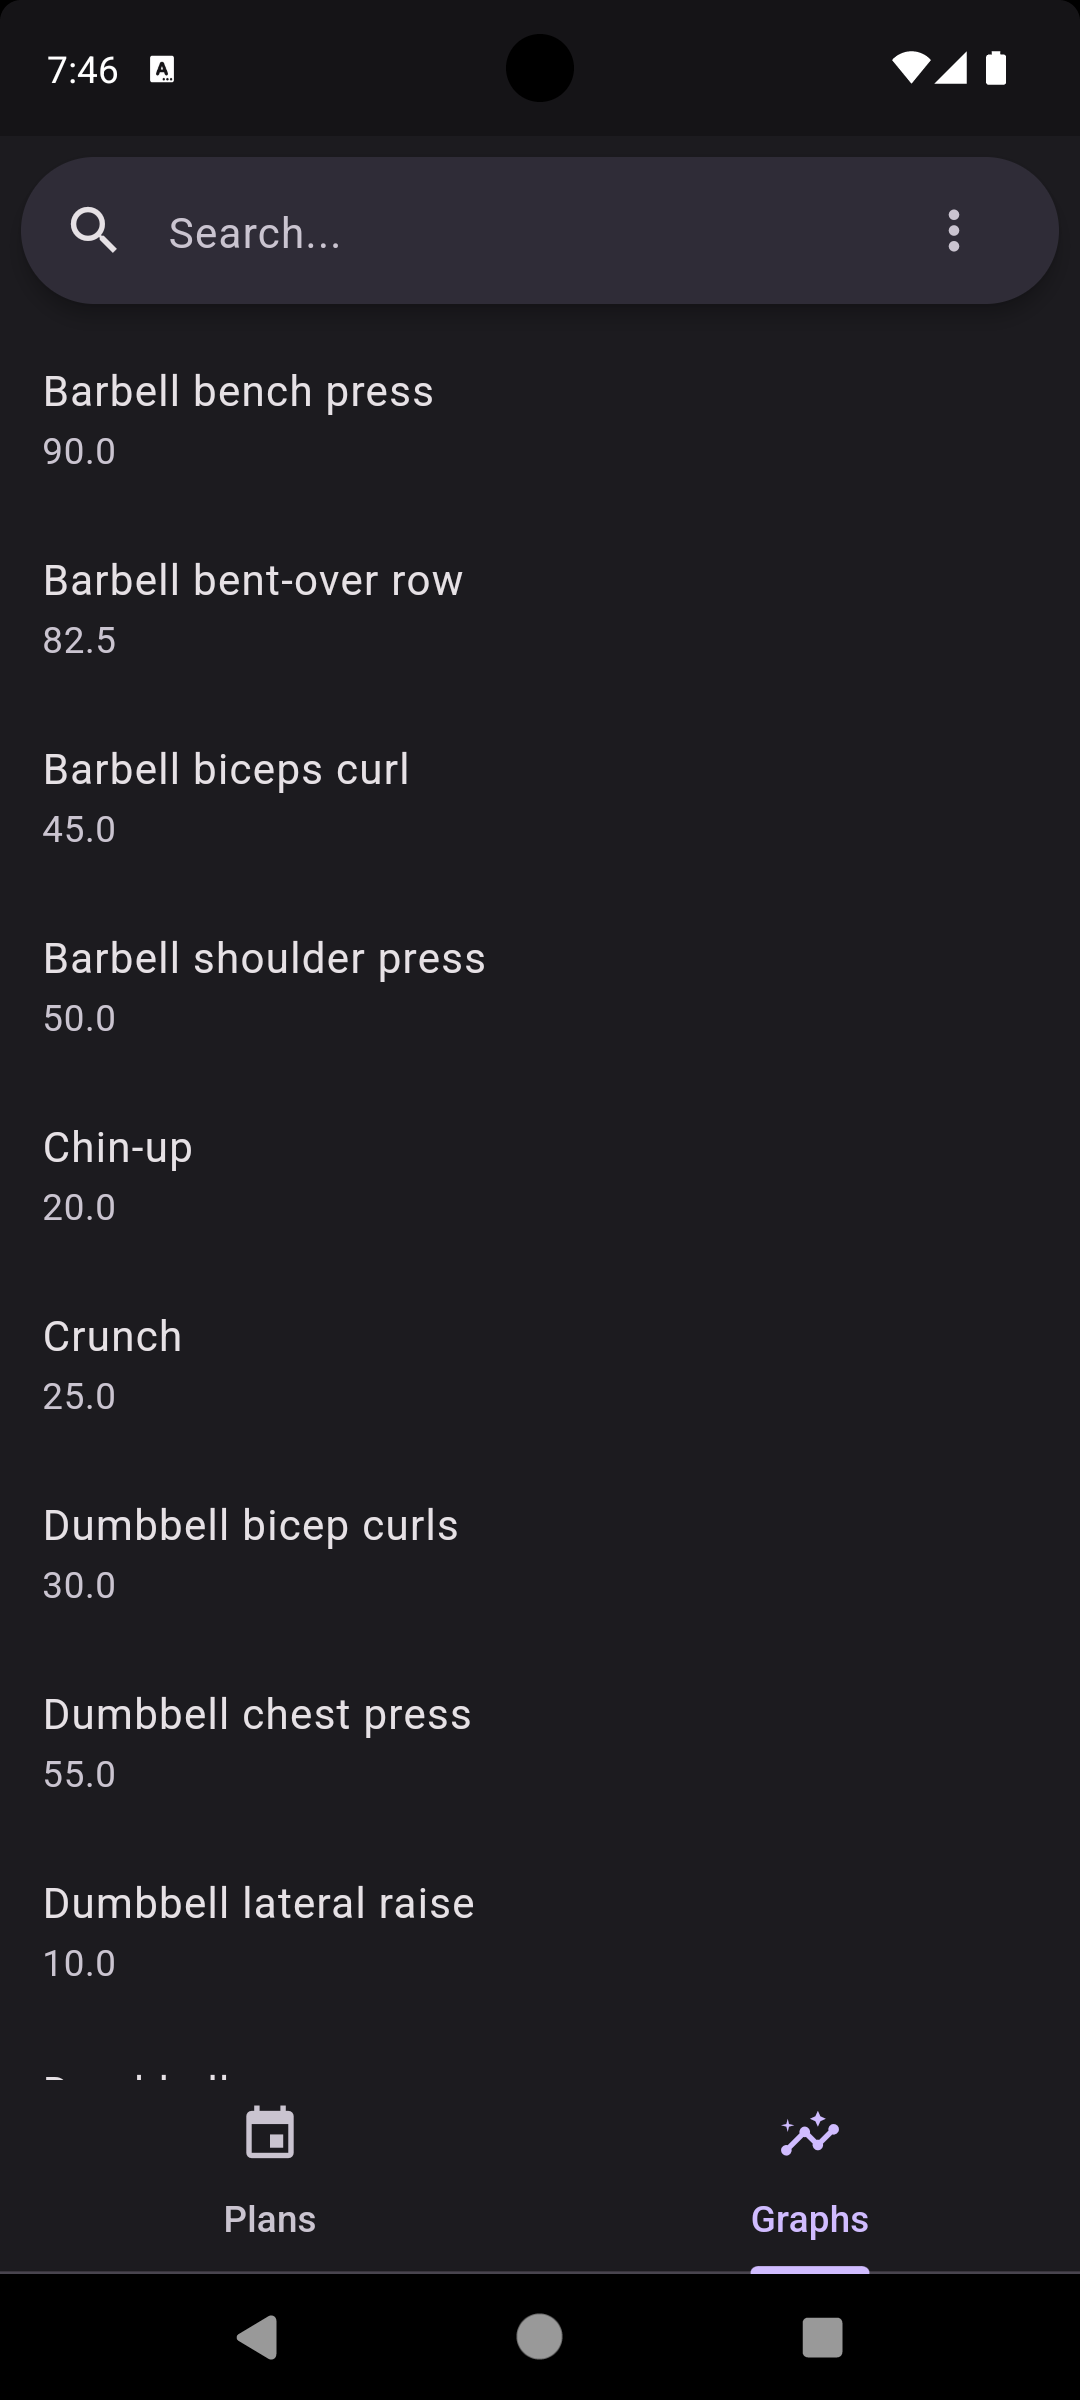 7:46
Search...
Barbell bench press
90.0
Barbell bent-over row
82.5
Barbell biceps curl
45.0
Barbell shoulder press
50.0
Chin-up
20.0
Crunch
25.0
Dumbbell bicep curls
30.0
Dumbbell chest press
55.0
Dumbbell lateral raise
10.0
Plans
Graphs